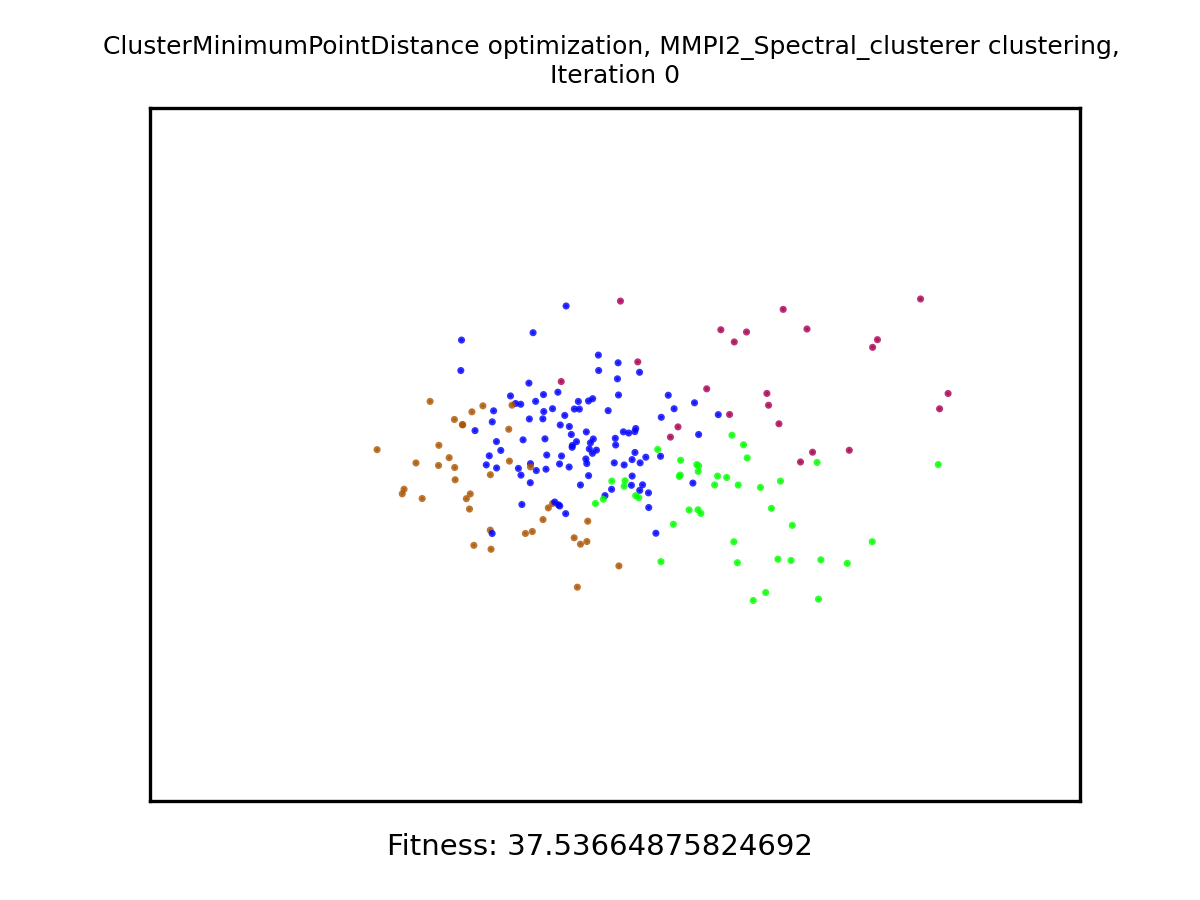 ClusterMinimumPointDistance optimization, MMPI2_Spectral_clusterer clustering,
Iteration 0
Fitness: 37.53664875824692